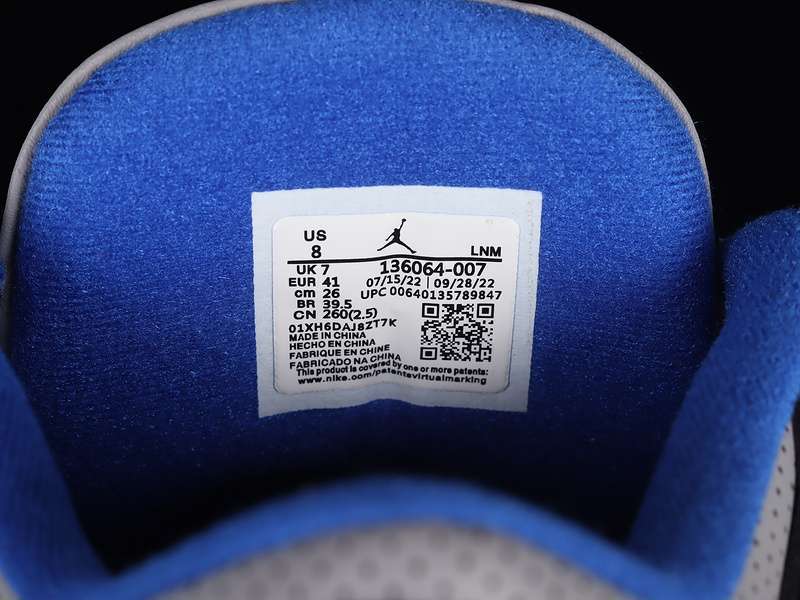 US
8
LNM
UK 7
136064-007
EUR 41
07/15/22 | 09/28/22
cm 26
UPC 00640135789847
BR 39.5
CN 260(2.5)
01XH6DAJ8ZT7K
MADE IN CHINA
HECHO EN CHINA
FABRIQUE EN CHINE
FABRICADO NA CHINA
This product is covered by one or more patents:
www.nike.com/patentsvirtualmarking